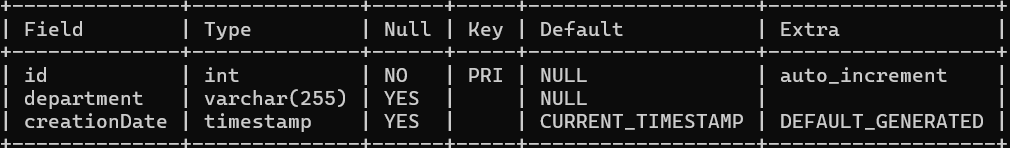 +--------------+--------------+------+-----+-------------------+-------------------+
| Field        | Type         | Null | Key | Default           | Extra             |
+--------------+--------------+------+-----+-------------------+-------------------+
| id           | int          | NO   | PRI | NULL              | auto_increment    |
| department   | varchar(255) | YES  |     | NULL              |                   |
| creationDate | timestamp    | YES  |     | CURRENT_TIMESTAMP | DEFAULT_GENERATED |
+--------------+--------------+------+-----+-------------------+-------------------+